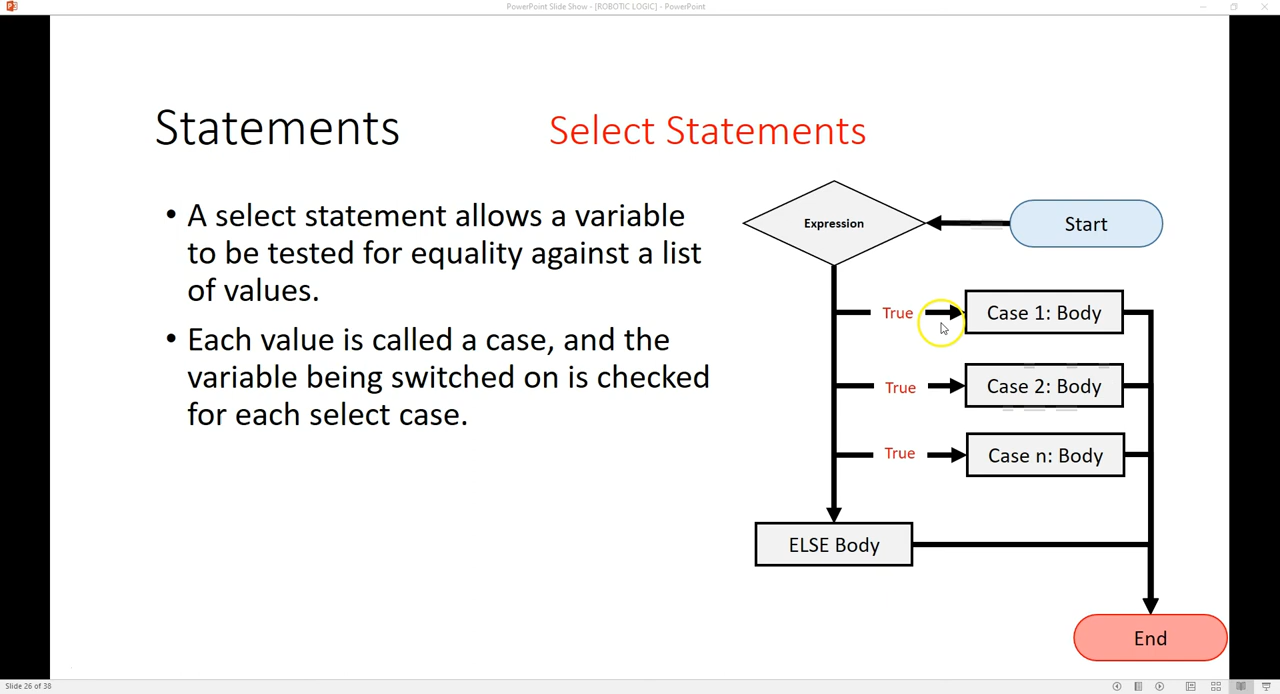 PowerPoint Slide Show - [ROBOTIC LOGIC] - PowerPoint
Statements
Select Statements
• A select statement allows a variable
to be tested for equality against a list
of values.
• Each value is called a case, and the
variable being switched on is checked
for each select case.
Expression
Start
True
Case 1: Body
True
Case 2: Body
True
Case n: Body
ELSE Body
End
Slide 26 of 38